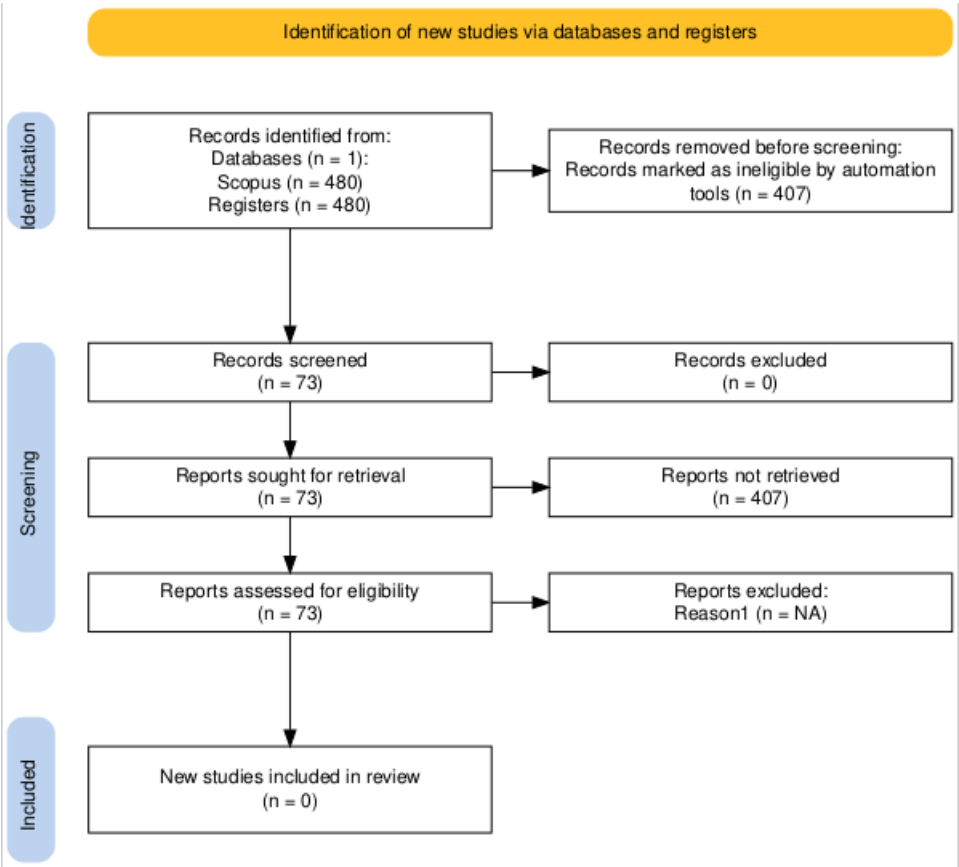 Identification of new studies via databases and registers
Identification
Records identified from:
Databases (n = 1):
Scopus (n = 480)
Registers (n = 480)
Records removed before screening:
Records marked as ineligible by automation
tools (n = 407)
Screening
Records screened
(n = 73)
Records excluded
(n = 0)
Reports sought for retrieval
(n = 73)
Reports not retrieved
(n = 407)
Reports assessed for eligibility
(n = 73)
Reports excluded:
Reason1 (n = NA)
Included
New studies included in review
(n = 0)